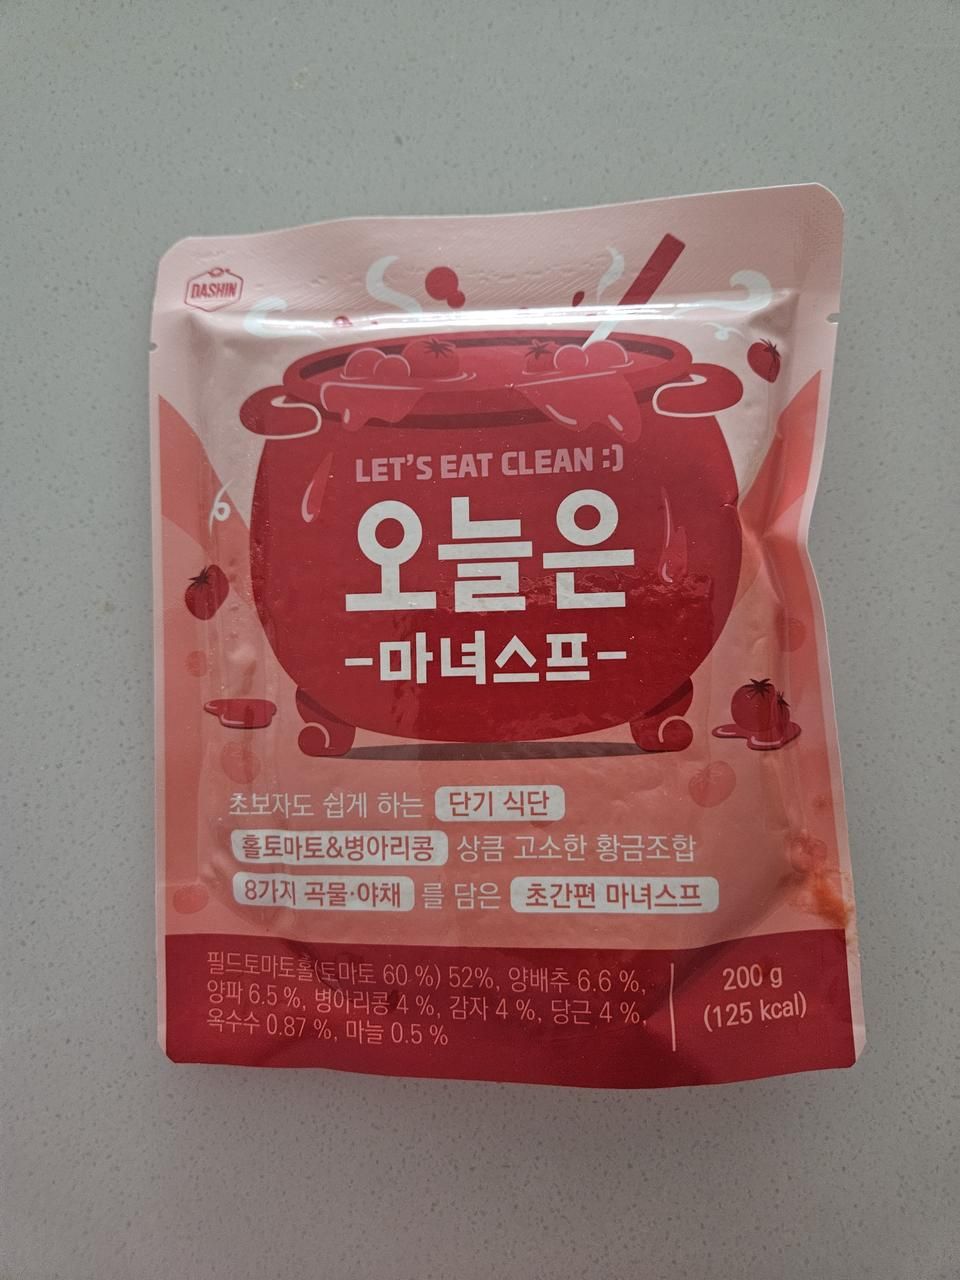 DASHIN
LET'S EAT CLEAN :)
오늘은
-마녀스프-
초보자도 쉽게 하는 단기 식단
홀토마토&병아리콩 상큼 고소한 황금조합
8가지 곡물·야채 를 담은 초간편 마녀스프
필드토마토홀(토마토 60 %) 52%, 양배추 6.6 %,
양파 6.5 %, 병아리콩 4 %, 감자 4 %, 당근 4 %,
옥수수 0.87 %, 마늘 0.5 %
200 g
(125 kcal)